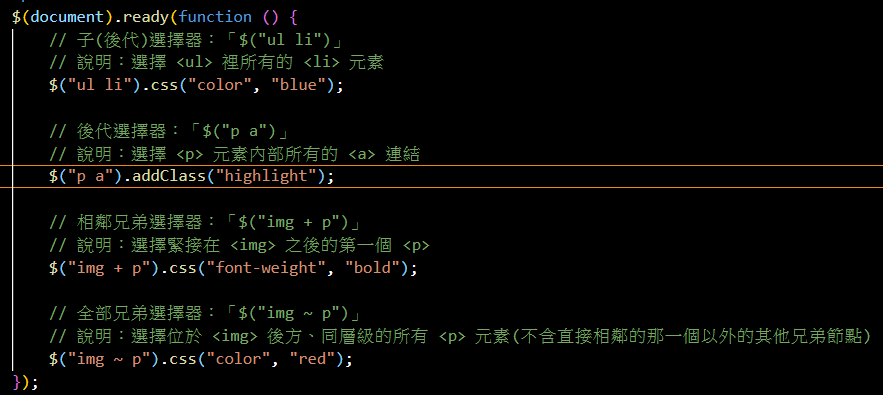 $(document).ready(function () {
// 子(後代)選擇器：「$("ul li")」
// 說明：選擇 <ul> 裡所有的 <li> 元素
$("ul li").css("color", "blue");
// 後代選擇器：「$("p a")」
// 說明：選擇 <p> 元素內部所有的 <a> 連結
$("p a").addClass("highlight");
// 相鄰兄弟選擇器：「$("img + p")」
// 說明：選擇緊接在 <img> 之後的第一個 <p>
$("img + p").css("font-weight", "bold");
// 全部兄弟選擇器：「$("img ~ p")」
// 說明：選擇位於 <img> 後方、同層級的所有 <p> 元素(不含直接相鄰的那一個以外的其他兄弟節點)
$("img ~ p").css("color", "red");
});